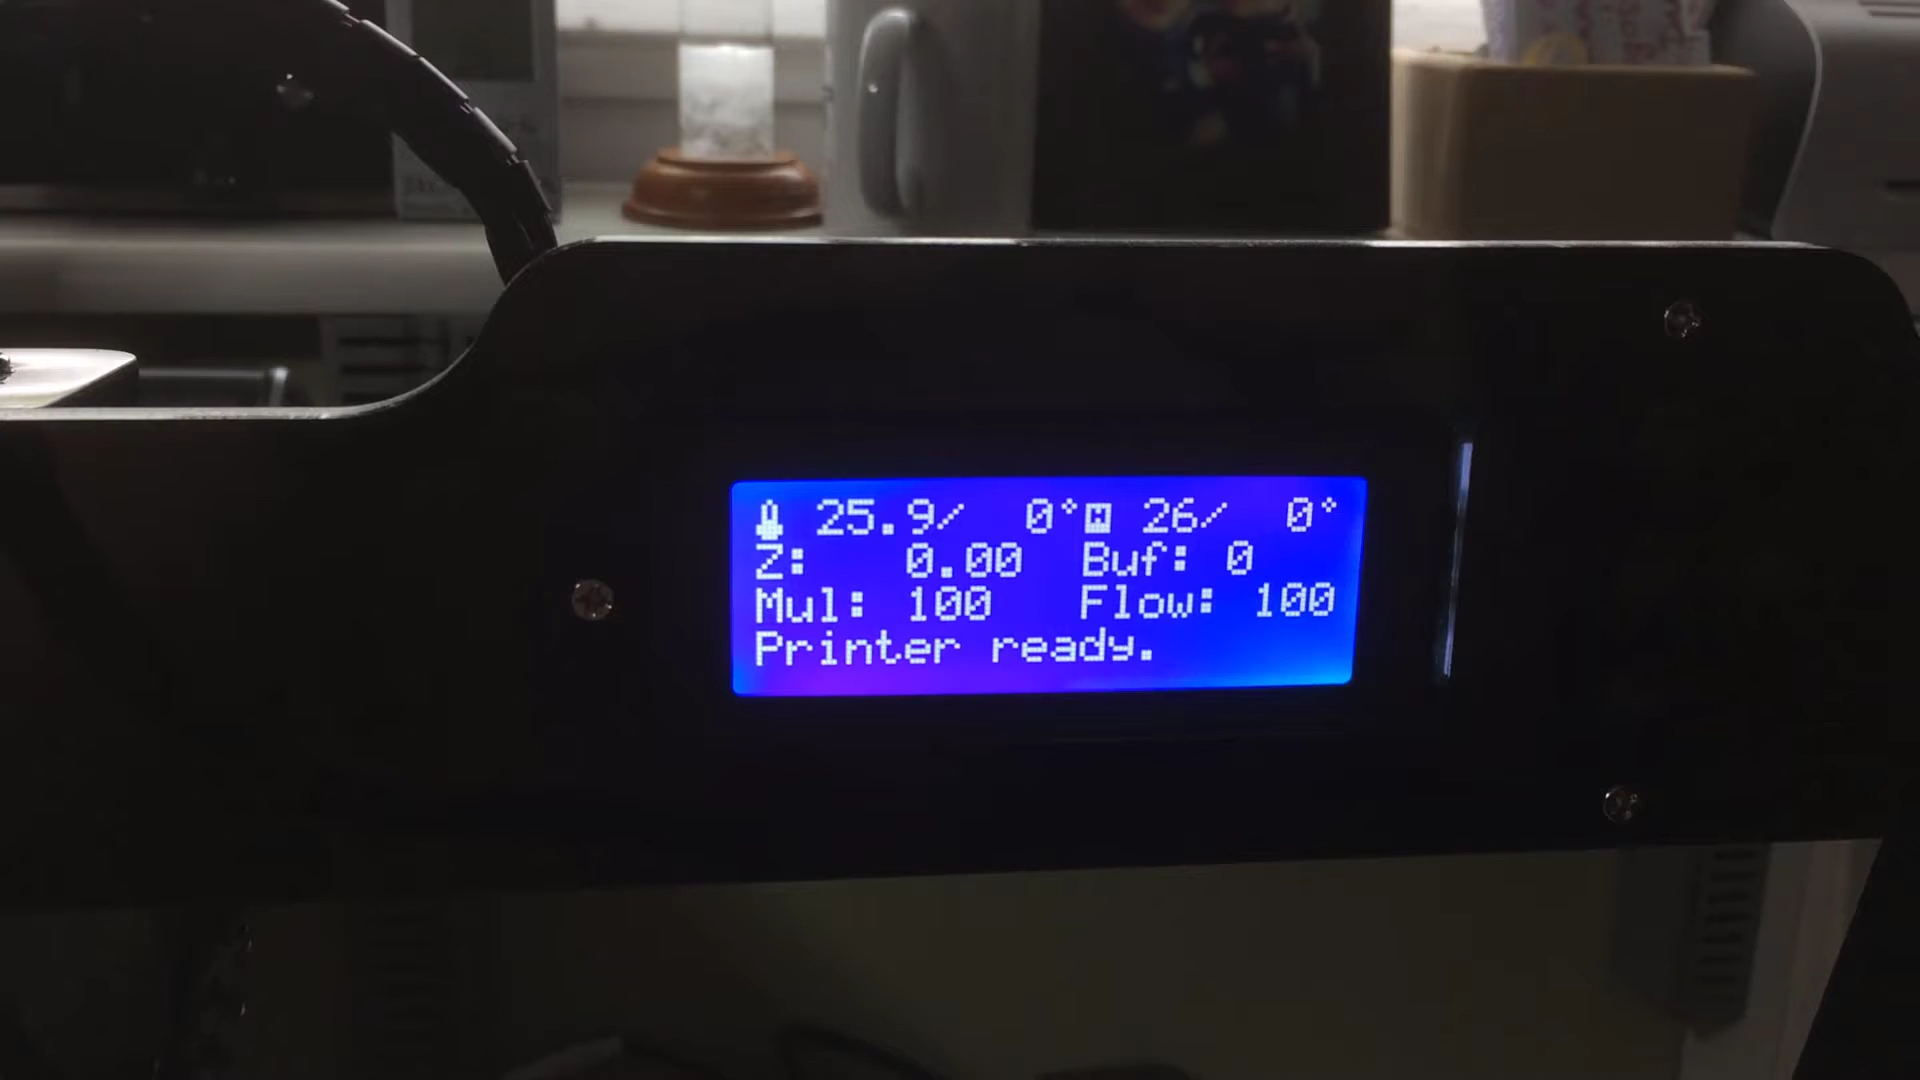 25.9/ 0° 26/ 0°
Z: 0.00 Buf: 0
Mul: 100 Flow: 100
Printer ready.